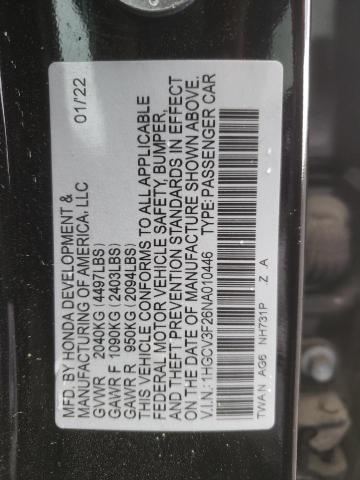 MFD.BY HONDA DEVELOPMENT &
MANUFACTURING OF AMERICA, LLC 01/22
GVWR 2040KG(4497LBS)
GAWR F 1090KG(2403LBS)
GAWR R 950KG(2094LBS)
THIS VEHICLE CONFORMS TO ALL APPLICABLE
FEDERAL MOTOR VEHICLE SAFETY, BUMPER,
AND THEFT PREVENTION STANDARDS IN EFFECT
ON THE DATE OF MANUFACTURE SHOWN ABOVE.
V.I.N.:1HGCV3F26NA010446 TYPE:PASSENGER CAR
TWAN AG6 NH731P Z A